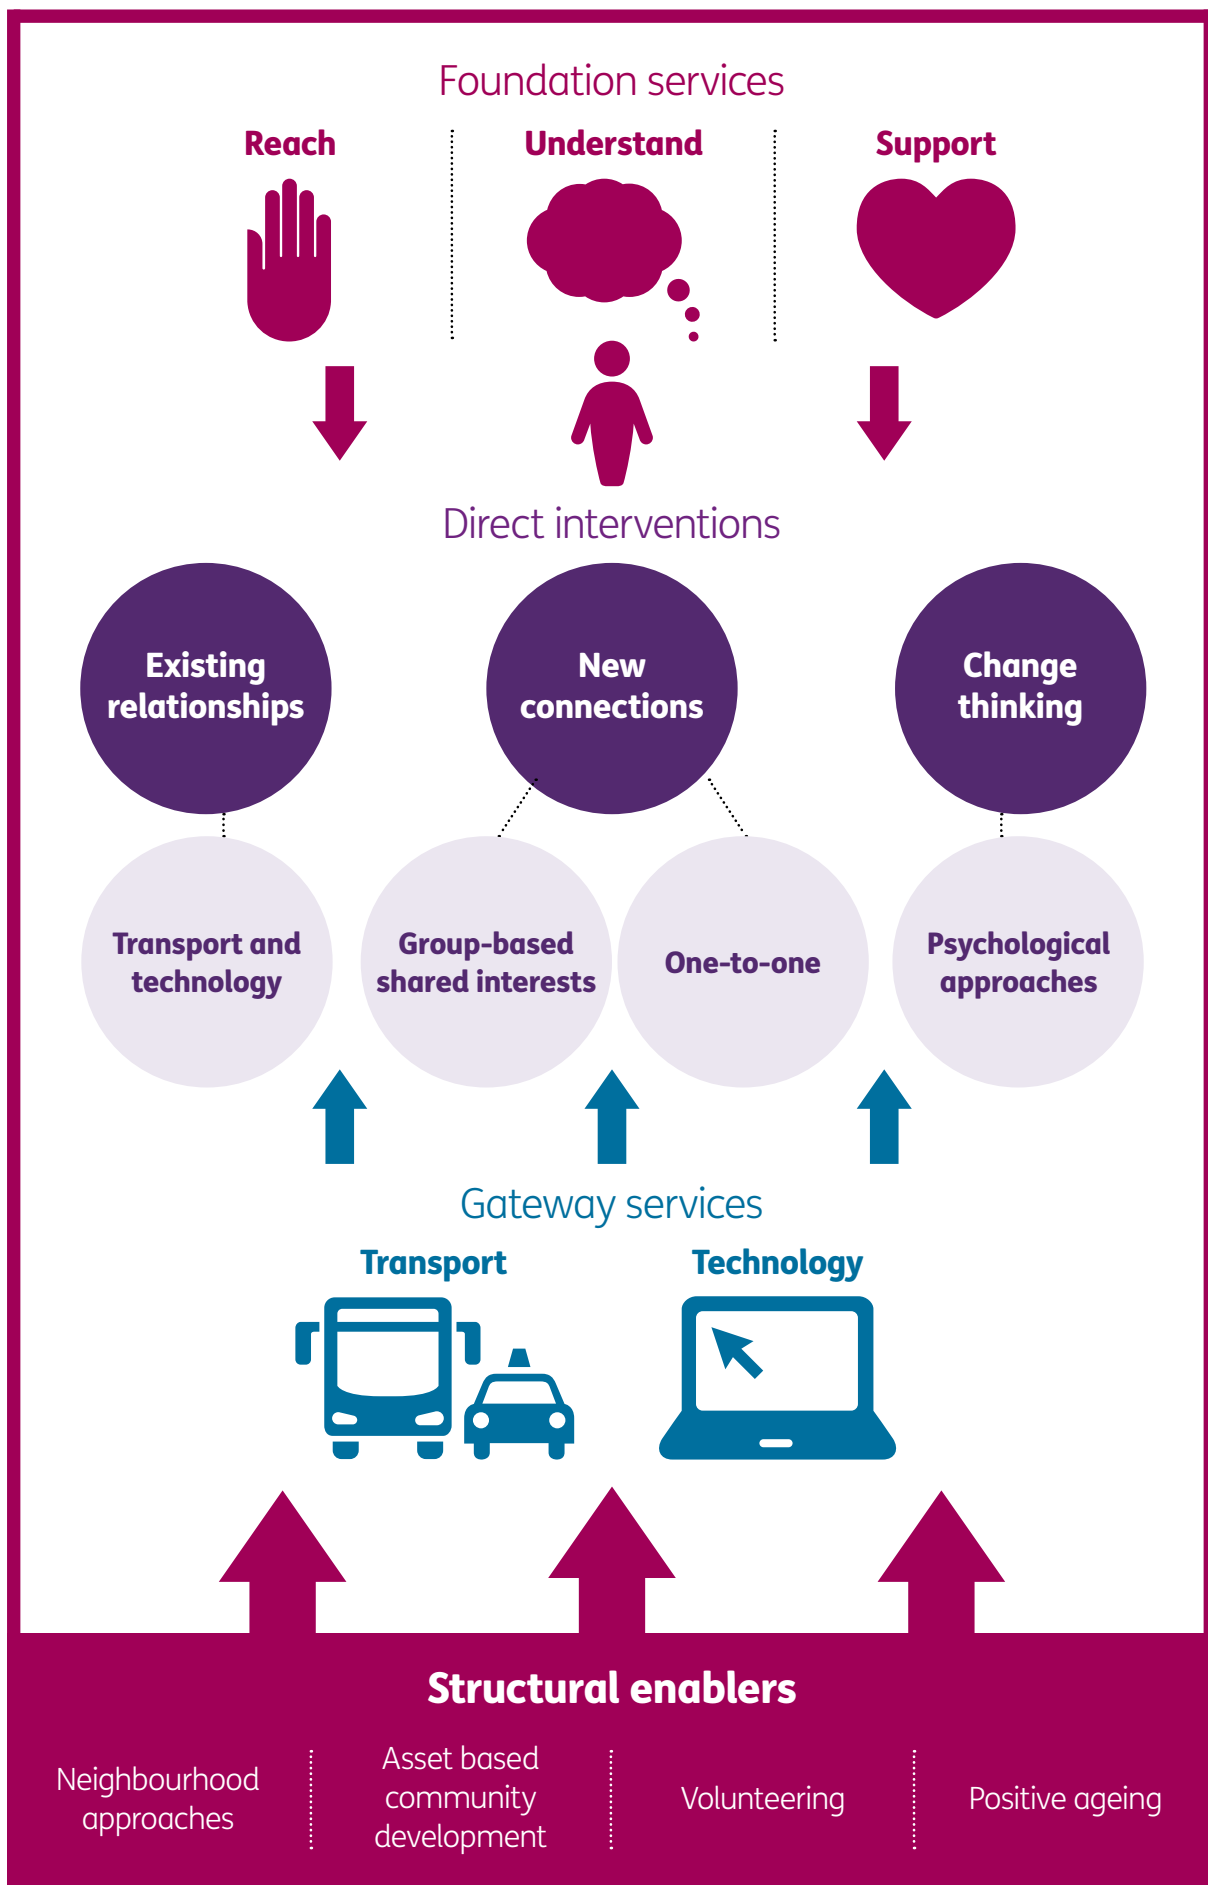 Foundation services
Reach
Understand
Support
Direct interventions
Existing
relationships
New
connections
Change
thinking
Transport and
technology
Group-based
shared interests
One-to-one
Psychological
approaches
Gateway services
Transport
Technology
Structural enablers
Neighbourhood
approaches
Asset based
community
development
Volunteering
Positive ageing